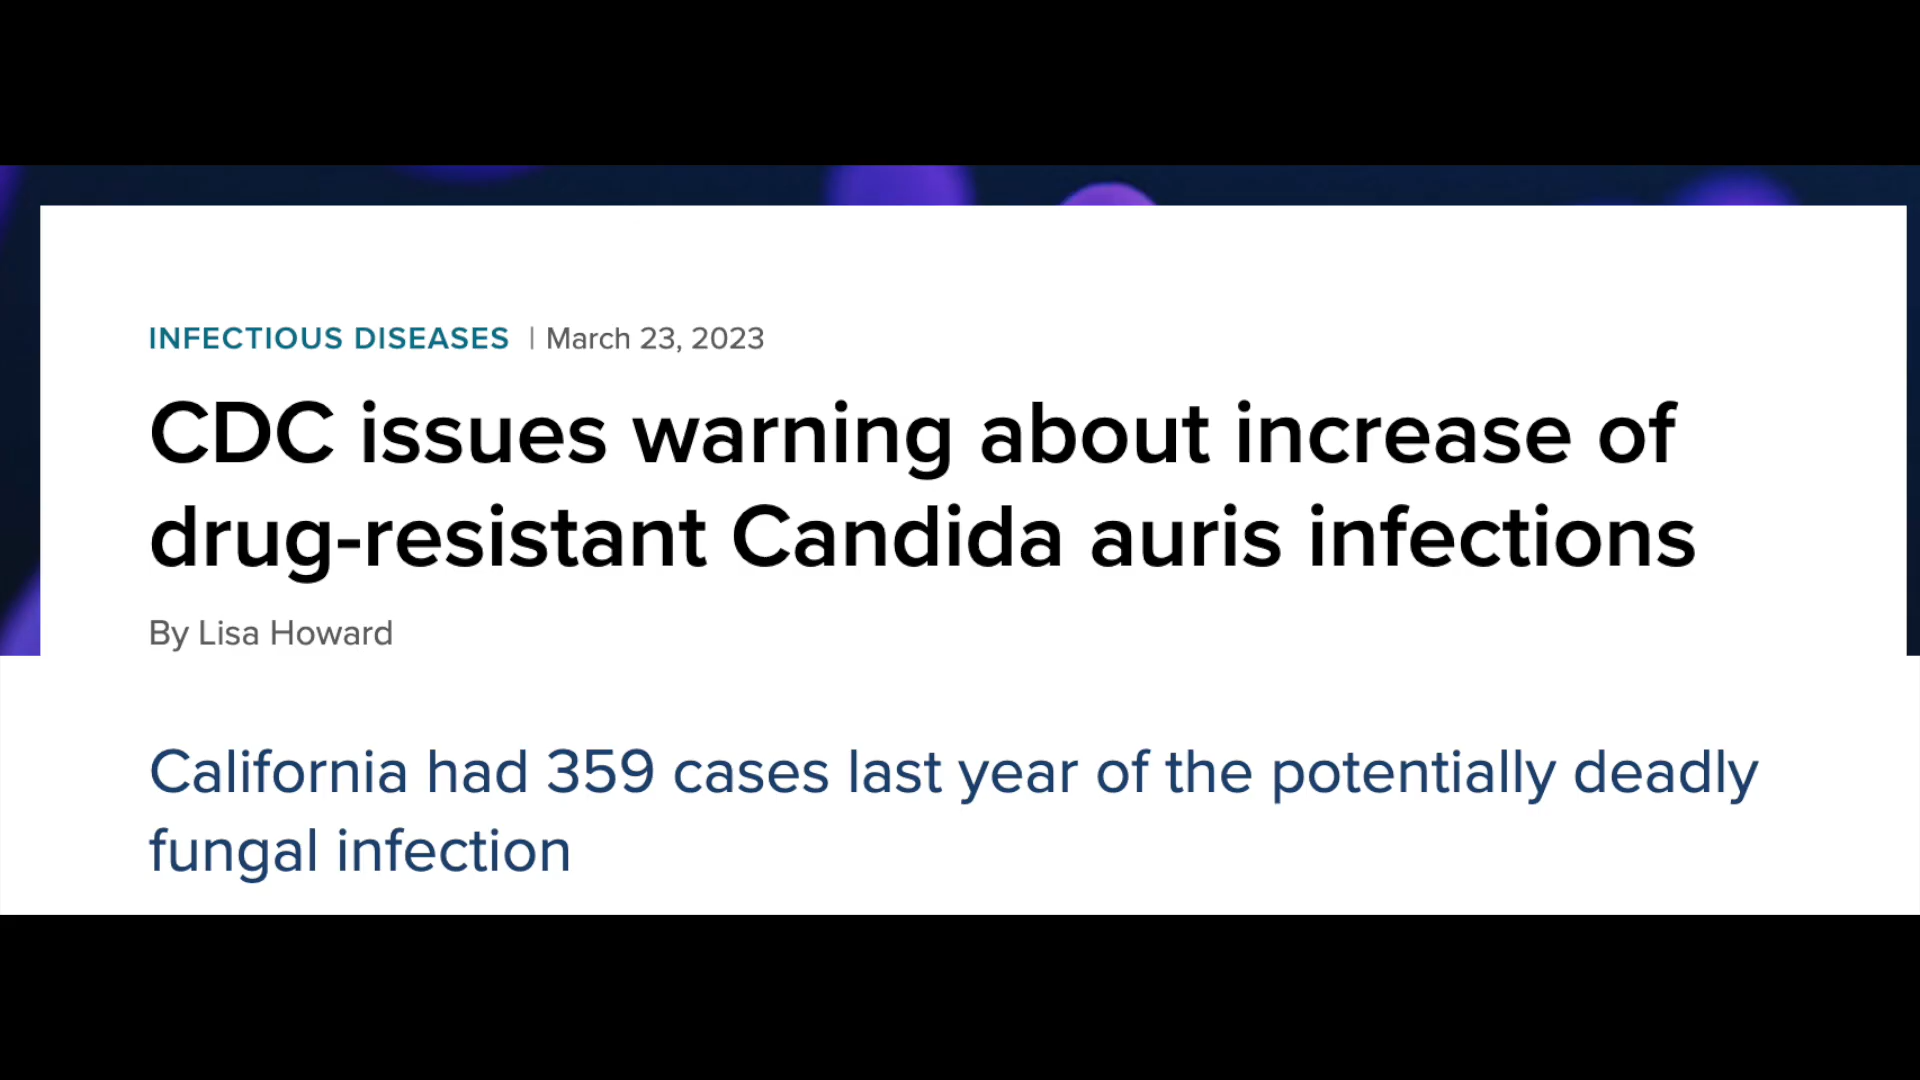 INFECTIOUS DISEASES | March 23, 2023
CDC issues warning about increase of
drug-resistant Candida auris infections
By Lisa Howard
California had 359 cases last year of the potentially deadly
fungal infection